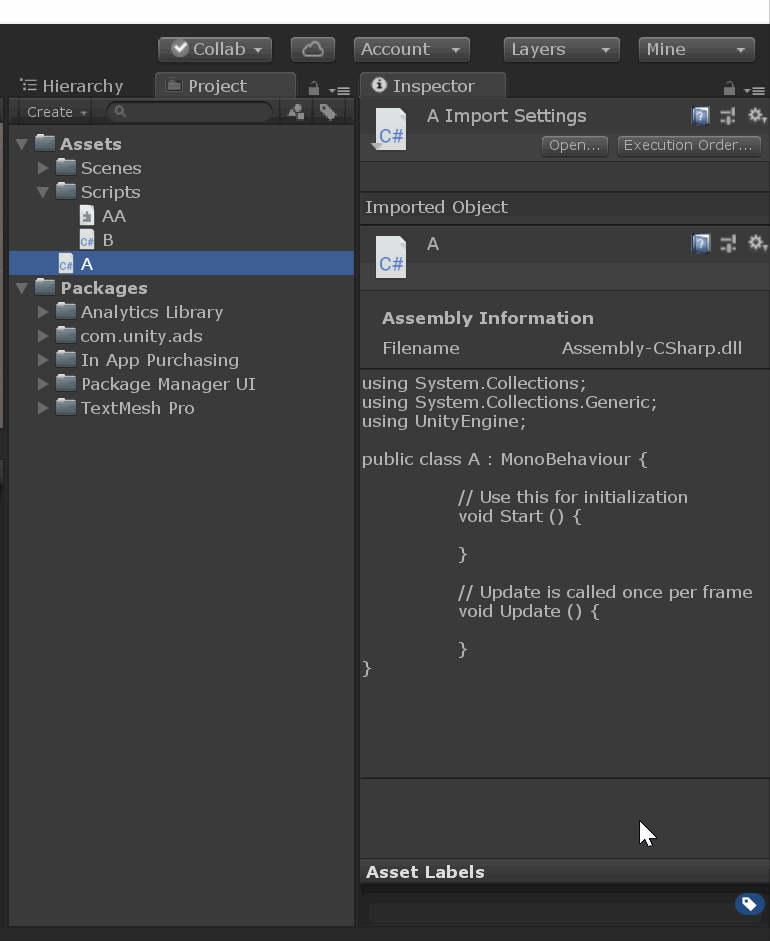 Collab Account Layers Mine
Hierarchy Project Inspector
Create
A Import Settings
C#
Open... Execution Order...
Assets
Scenes
Scripts
AA
C# B
C# A
Packages
Analytics Library
com.unity.ads
In App Purchasing
Package Manager UI
TextMesh Pro
Imported Object
A
C#
Assembly Information
Filename Assembly-CSharp.dll
using System.Collections;
using System.Collections.Generic;
using UnityEngine;
public class A : MonoBehaviour {
// Use this for initialization
void Start () {
}
// Update is called once per frame
void Update () {
}
}
Asset Labels